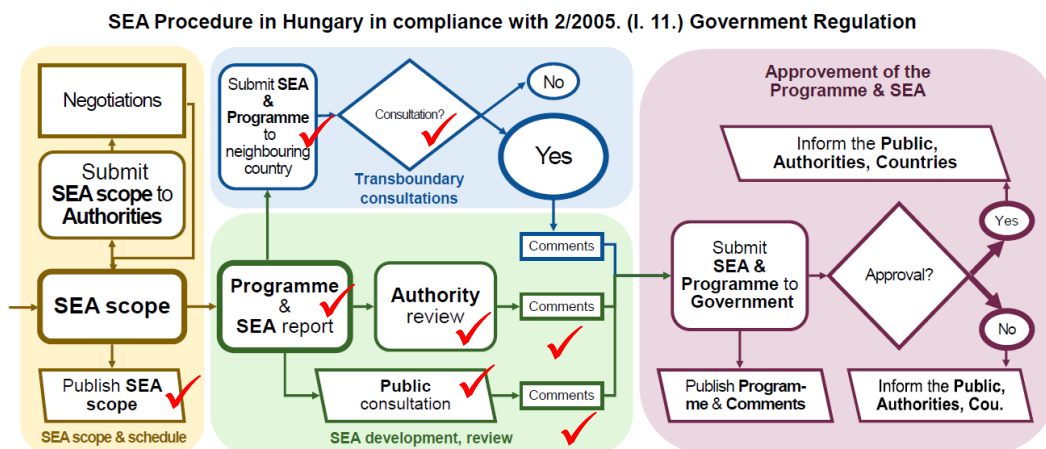 SEA Procedure in Hungary in compliance with 2/2005. (I. 11.) Government Regulation
Negotiations
Submit
SEA scope to
Authorities
SEA scope
Publish SEA
scope
SEA scope & schedule
Submit SEA
&
Programme
to
neighbouring
country
Consultation?
No
Yes
Transboundary
consultations
Programme
&
SEA report
Authority
review
Public
consultation
Comments
Comments
Comments
SEA development, review
Approvement of the
Programme & SEA
Inform the Public,
Authorities, Countries
Submit
SEA &
Programme to
Government
Approval?
Yes
No
Publish Program-
me & Comments
Inform the Public,
Authorities, Cou.